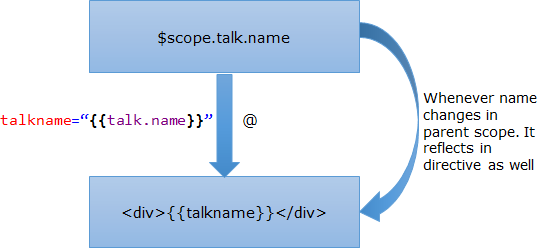 $scope.talk.name
talkname=“{{talk.name}}” @
Whenever name
changes in
parent scope. It
reflects in
directive as well
<div>{{talkname}}</div>